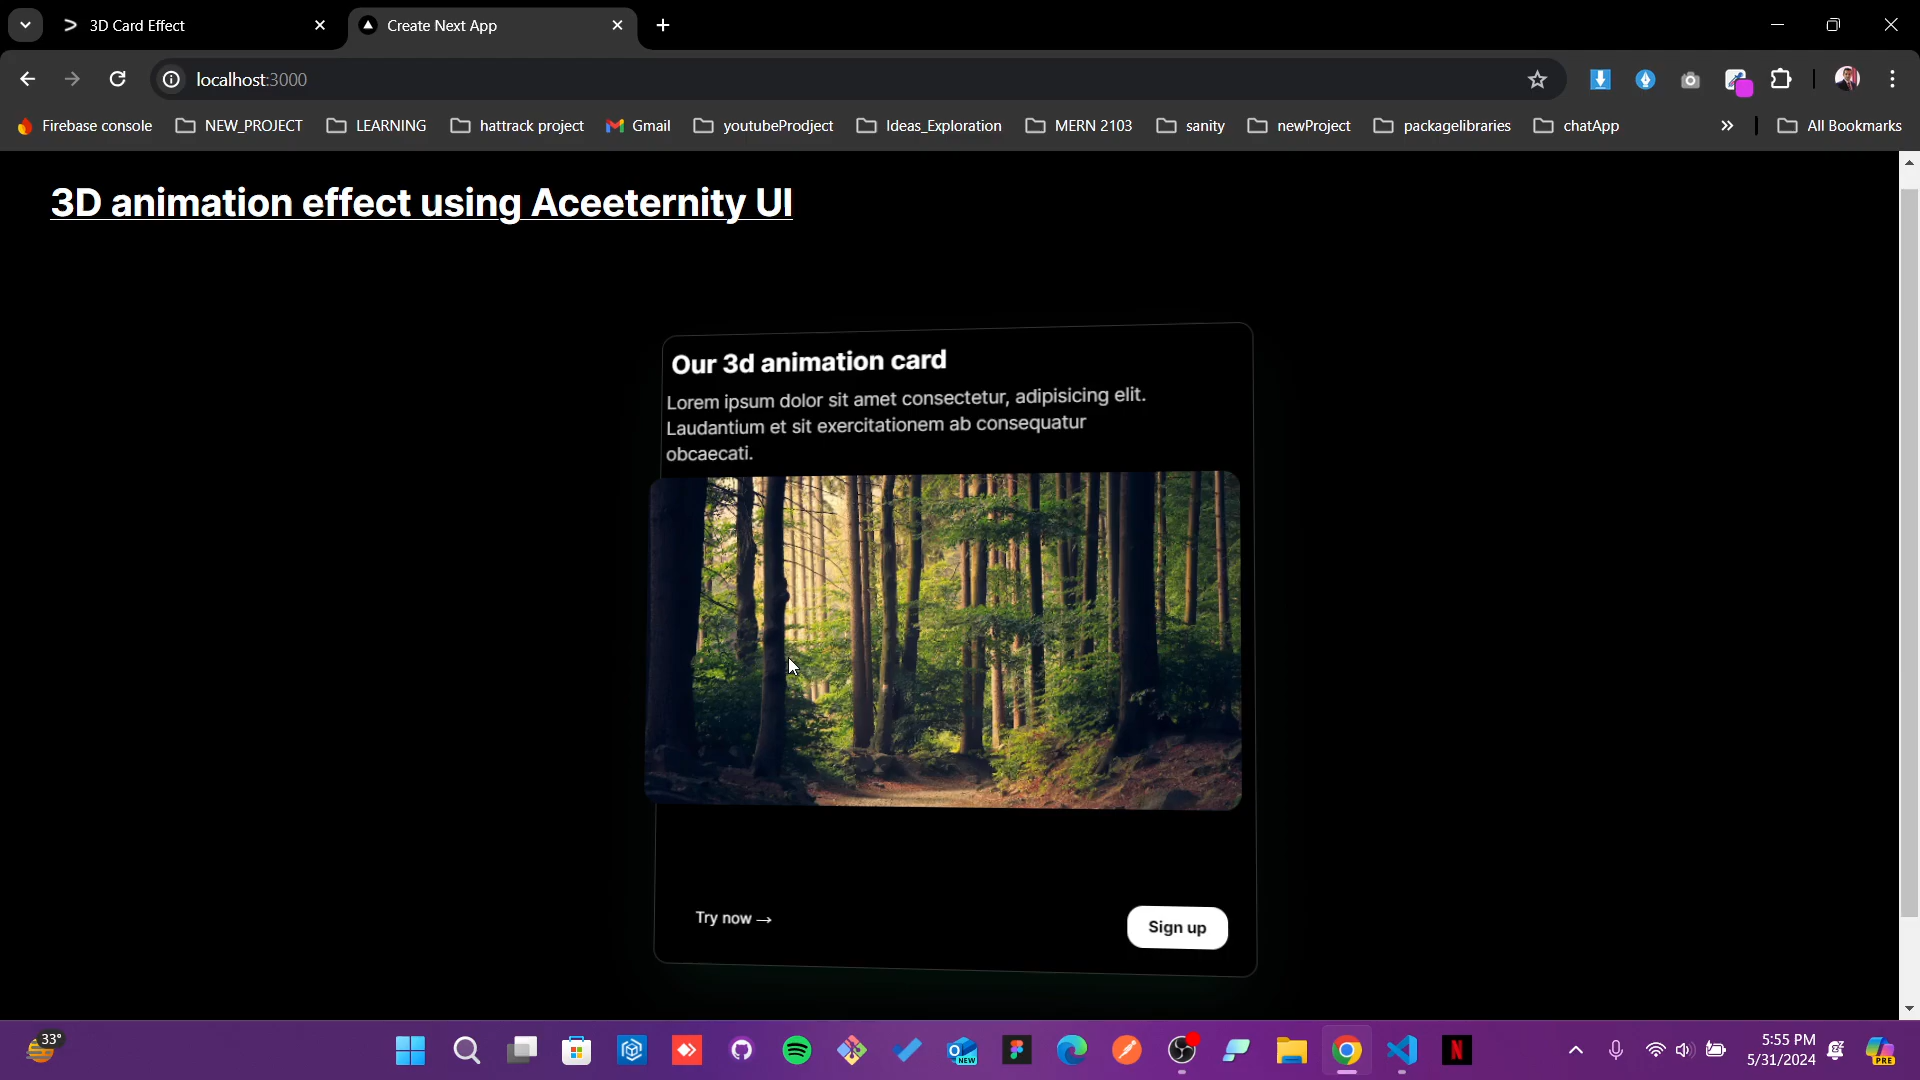 3D Card Effect
Create Next App
localhost:3000
Firebase console
NEW_PROJECT
LEARNING
hattrack project
Gmail
youtubeProdject
Ideas_Exploration
MERN 2103
sanity
newProject
packagelibraries
chatApp
All Bookmarks
3D animation effect using Aceeternity UI
Our 3d animation card
Lorem ipsum dolor sit amet consectetur, adipisicing elit.
Laudantium et sit exercitationem ab consequatur
obcaecati.
Try now →
Sign up
33°
NEW
N
5:55 PM
5/31/2024
PRE